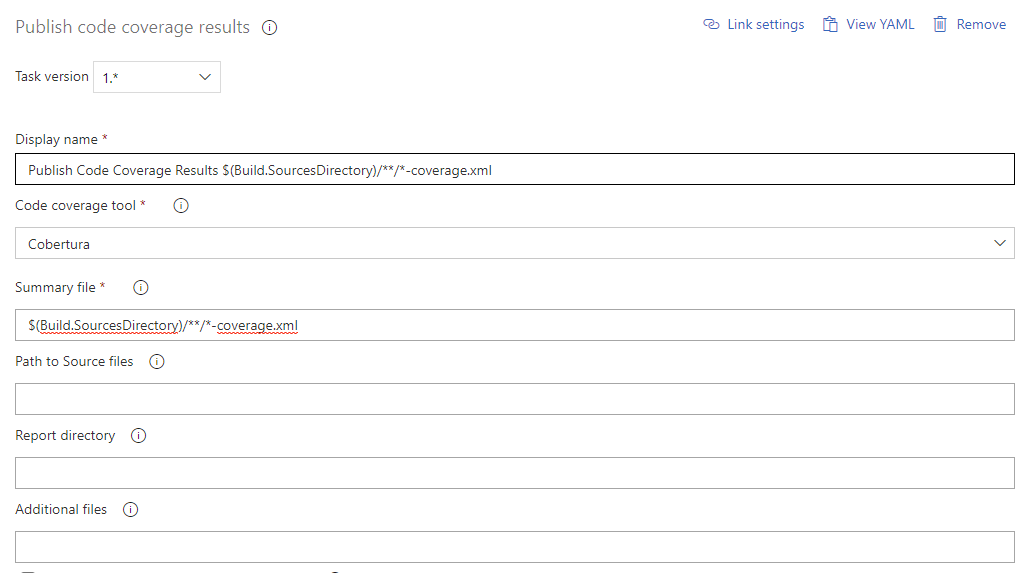 Publish code coverage results
Link settings
View YAML
Remove
Task version 1.*
Display name *
Publish Code Coverage Results $(Build.SourcesDirectory)/**/*-coverage.xml
Code coverage tool *
Cobertura
Summary file *
$(Build.SourcesDirectory)/**/*-coverage.xml
Path to Source files
Report directory
Additional files